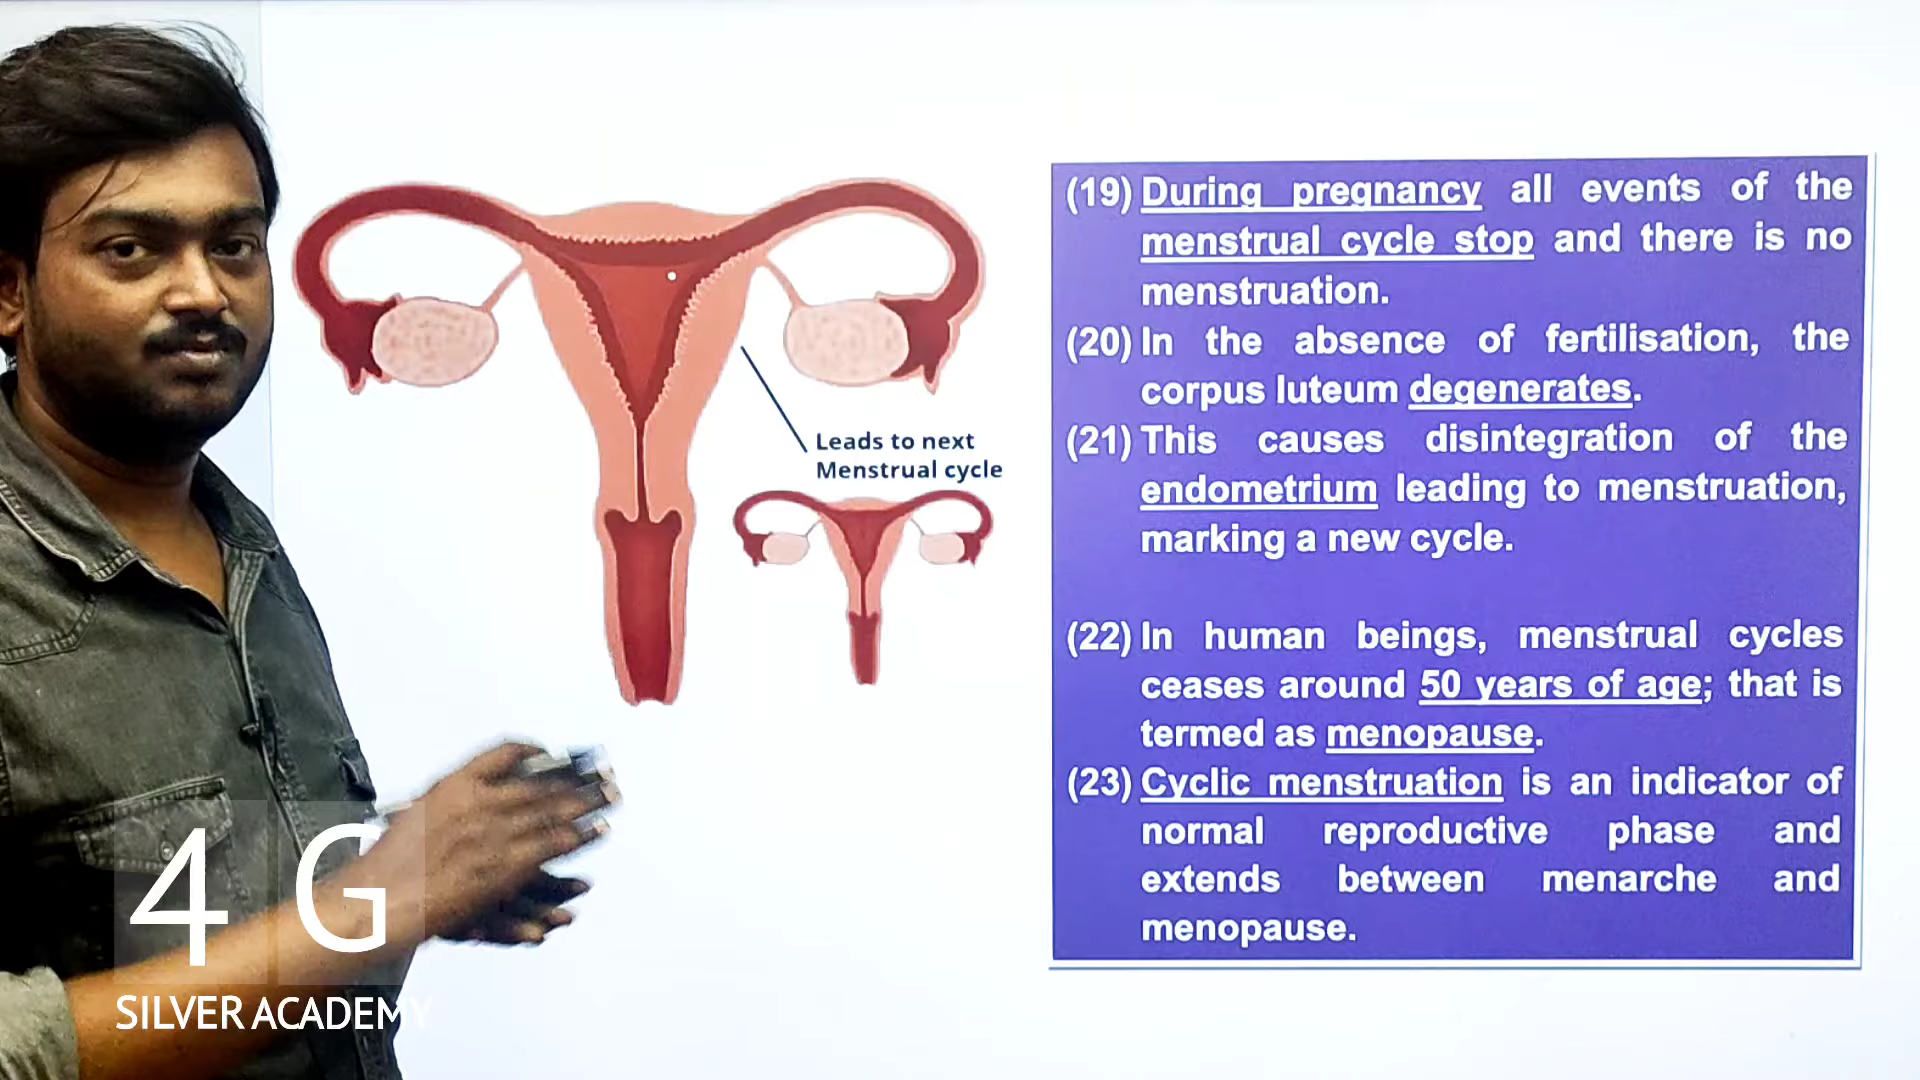 (19) During pregnancy all events of the
menstrual cycle stop and there is no
menstruation.
(20) In the absence of fertilisation, the
corpus luteum degenerates.
(21) This causes disintegration of the
endometrium leading to menstruation,
marking a new cycle.
(22) In human beings, menstrual cycles
ceases around 50 years of age; that is
termed as menopause.
(23) Cyclic menstruation is an indicator of
normal reproductive phase and
extends between menarche and
menopause.
Leads to next
Menstrual cycle
4 G
SILVER ACADEMY